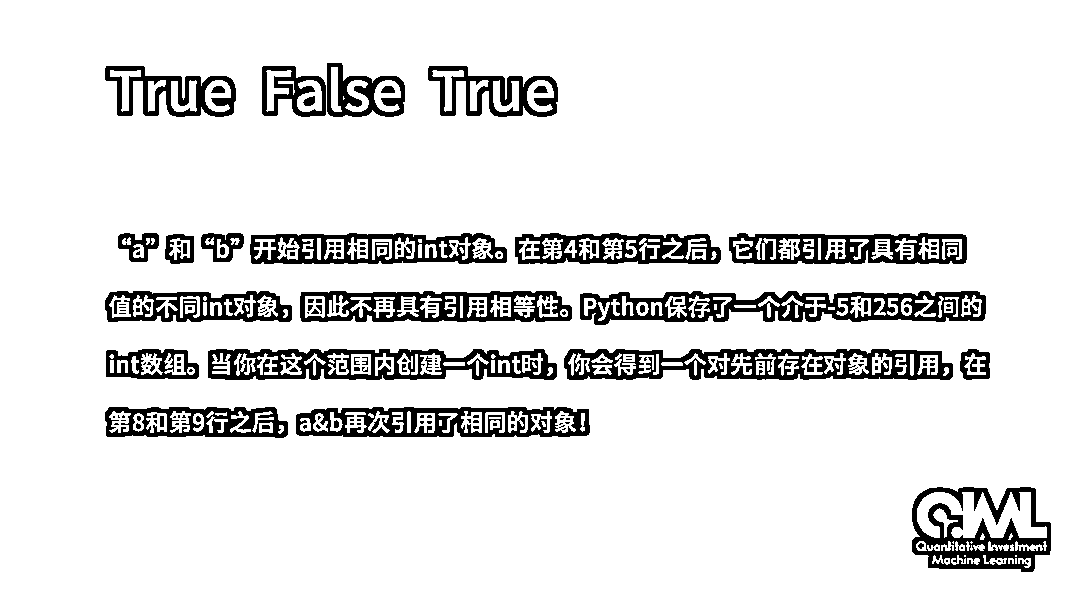 True False True
“a”和“b”开始引用相同的int对象。在第4和第5行之后，它们都引用了具有相同
值的不同int对象，因此不再具有引用相等性。Python保存了一个介于-5和256之间的
int数组。当你在这个范围内创建一个int时，你会得到一个对先前存在对象的引用，在
第8和第9行之后，a&b再次引用了相同的对象！
QIML
Quantitative Investment
Machine Learning